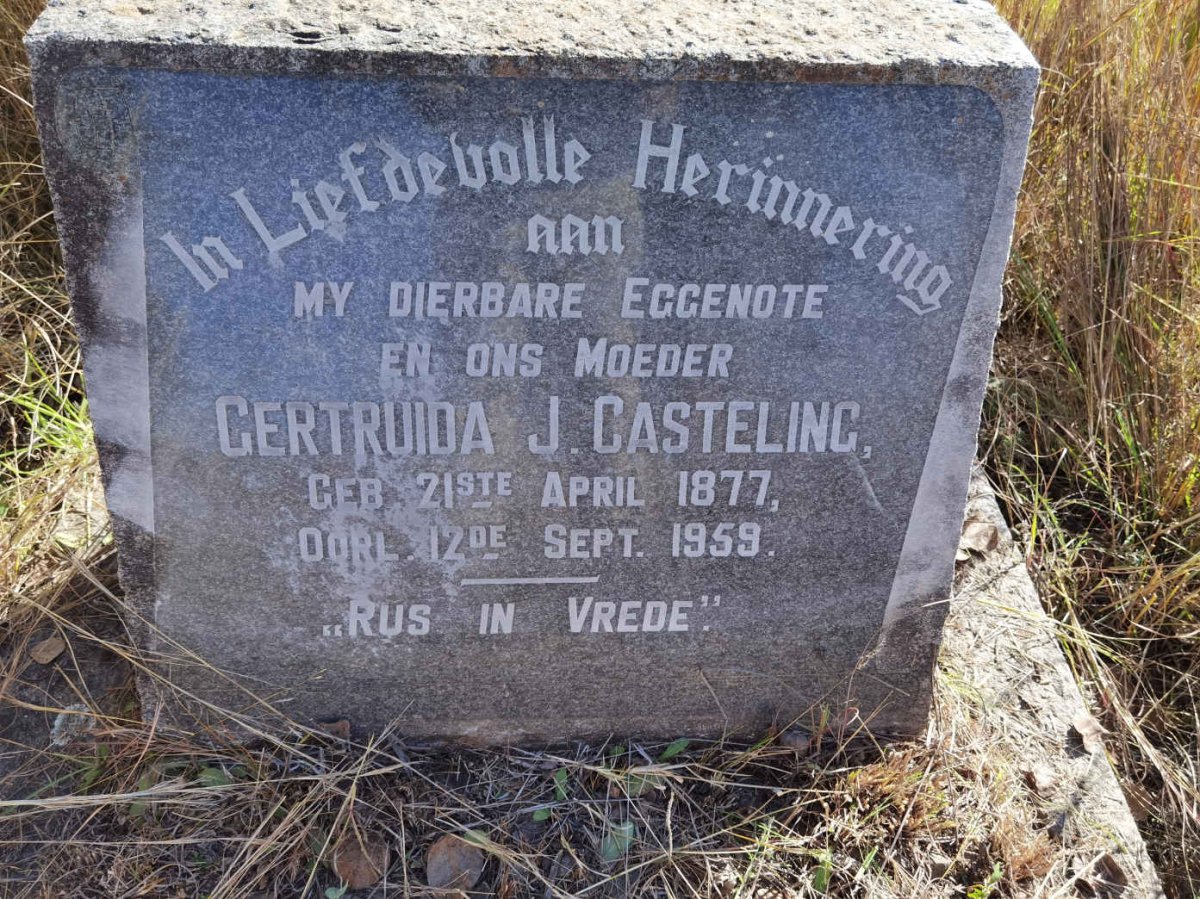 In Liefdevolle Herinnering
aan
MY DIERBARE EGGENOTE
EN ONS MOEDER
GERTRUIDA J. CASTELING,
GEB 21STE APRIL 1877,
OORL. 12DE SEPT. 1959.
„RUS IN VREDE”.